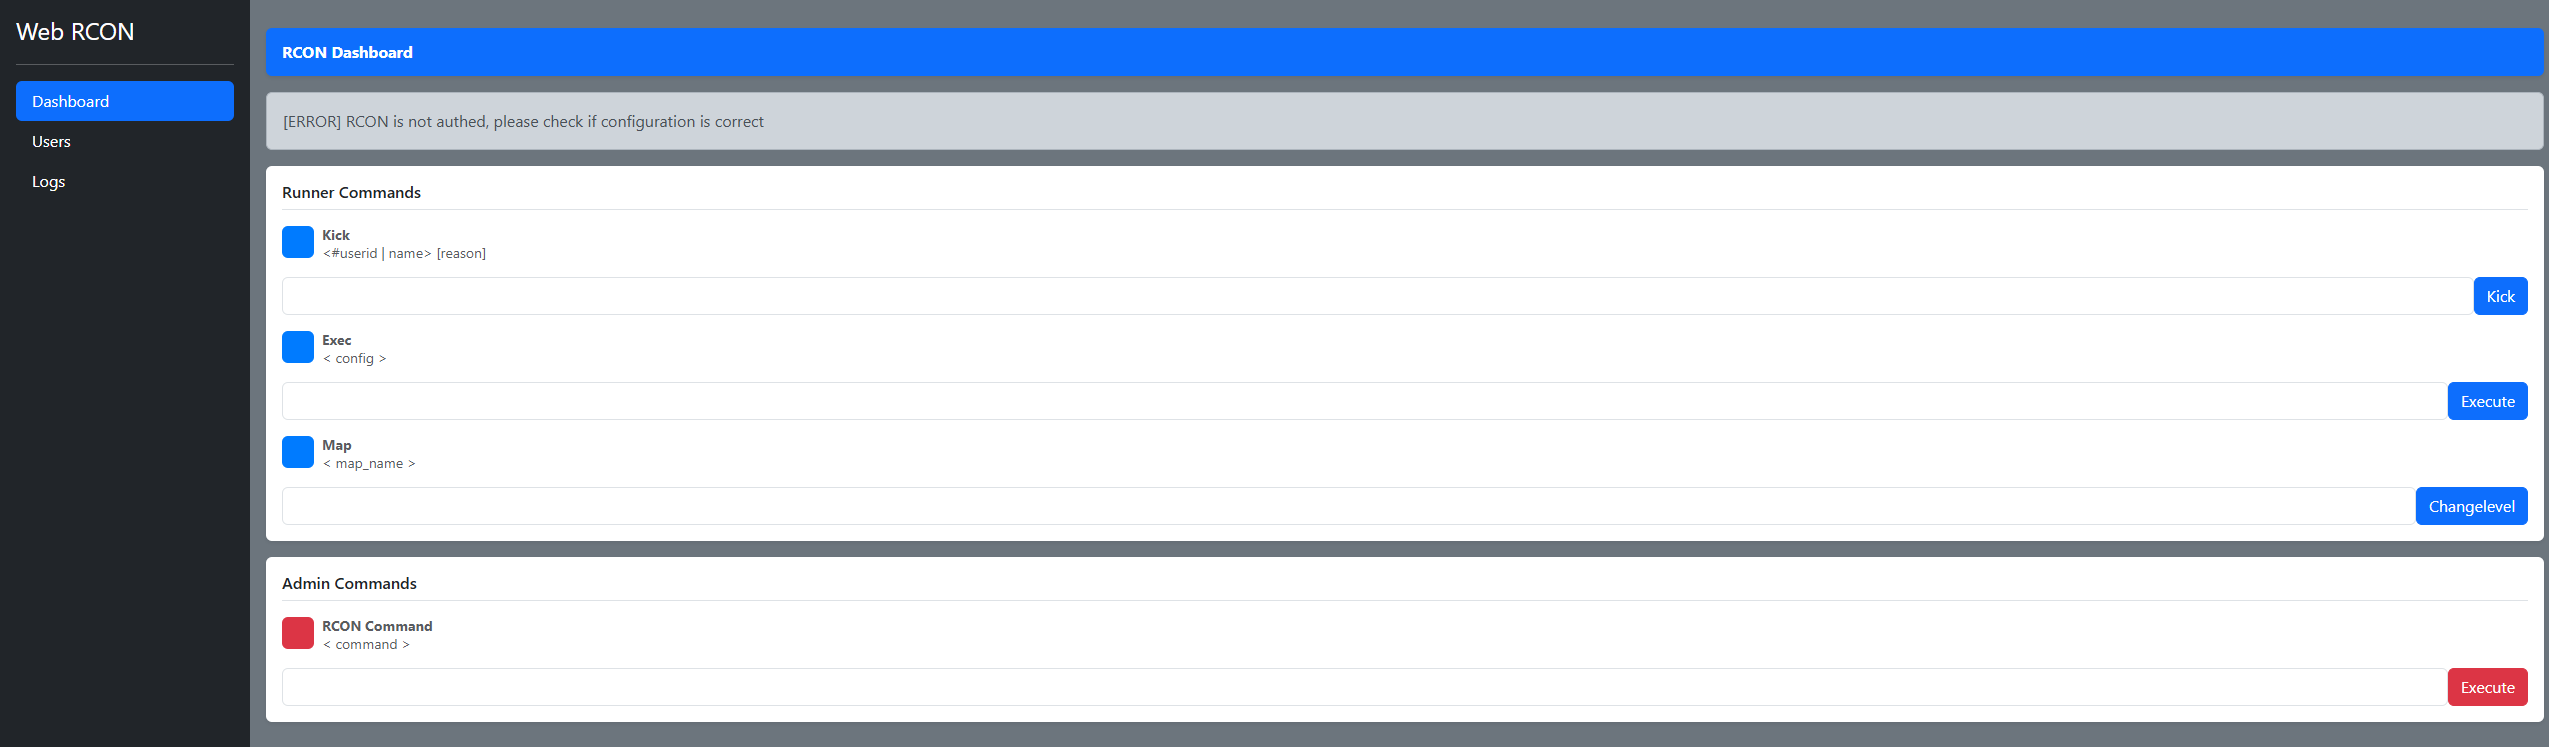 Web RCON
Dashboard
Users
Logs
RCON Dashboard
[ERROR] RCON is not authed, please check if configuration is correct
Runner Commands
Kick
<#userid | name> [reason]
Kick
Exec
< config >
Execute
Map
< map_name >
Changelevel
Admin Commands
RCON Command
< command >
Execute